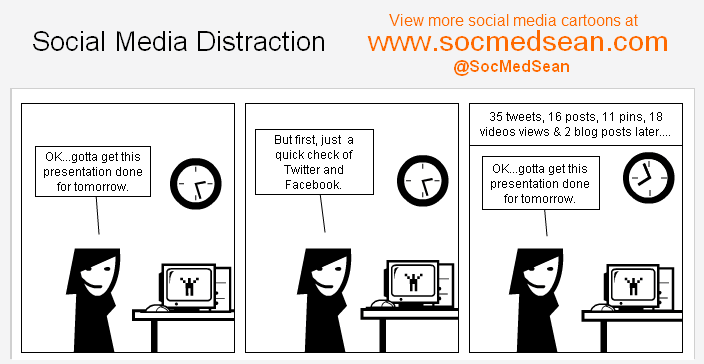 Social Media Distraction
View more social media cartoons at
www.socmedsean.com
@SocMedSean
OK...gotta get this
presentation done
for tomorrow.
But first, just a
quick check of
Twitter and
Facebook.
35 tweets, 16 posts, 11 pins, 18
videos views & 2 blog posts later....
OK...gotta get this
presentation done
for tomorrow.